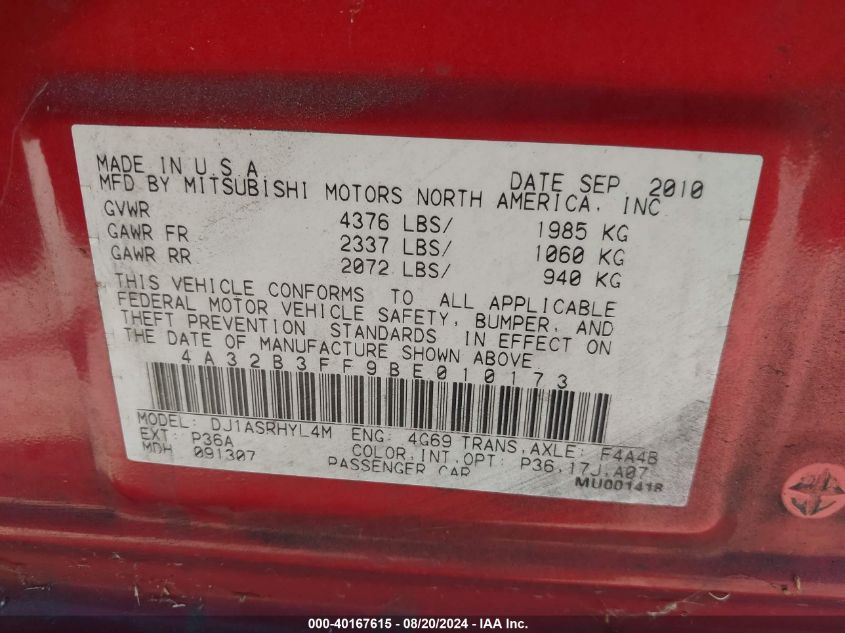 MADE IN U S A DATE SEP 2010
MFD BY MITSUBISHI MOTORS NORTH AMERICA, INC
GVWR 4376 LBS/ 1985 KG
GAWR FR 2337 LBS/ 1060 KG
GAWR RR 2072 LBS/ 940 KG
THIS VEHICLE CONFORMS TO ALL APPLICABLE
FEDERAL MOTOR VEHICLE SAFETY, BUMPER, AND
THEFT PREVENTION STANDARDS IN EFFECT ON
THE DATE OF MANUFACTURE SHOWN ABOVE
4A32B3FF9BE010173
MODEL: DJ1ASRHYL4M ENG: 4G69 TRANS,AXLE: F4A4B
EXT: P36A COLOR,INT,OPT: P36,17J,A07
MDH 091307 PASSENGER CAR
MU001418
000-40167615 - 08/20/2024 - IAA Inc.